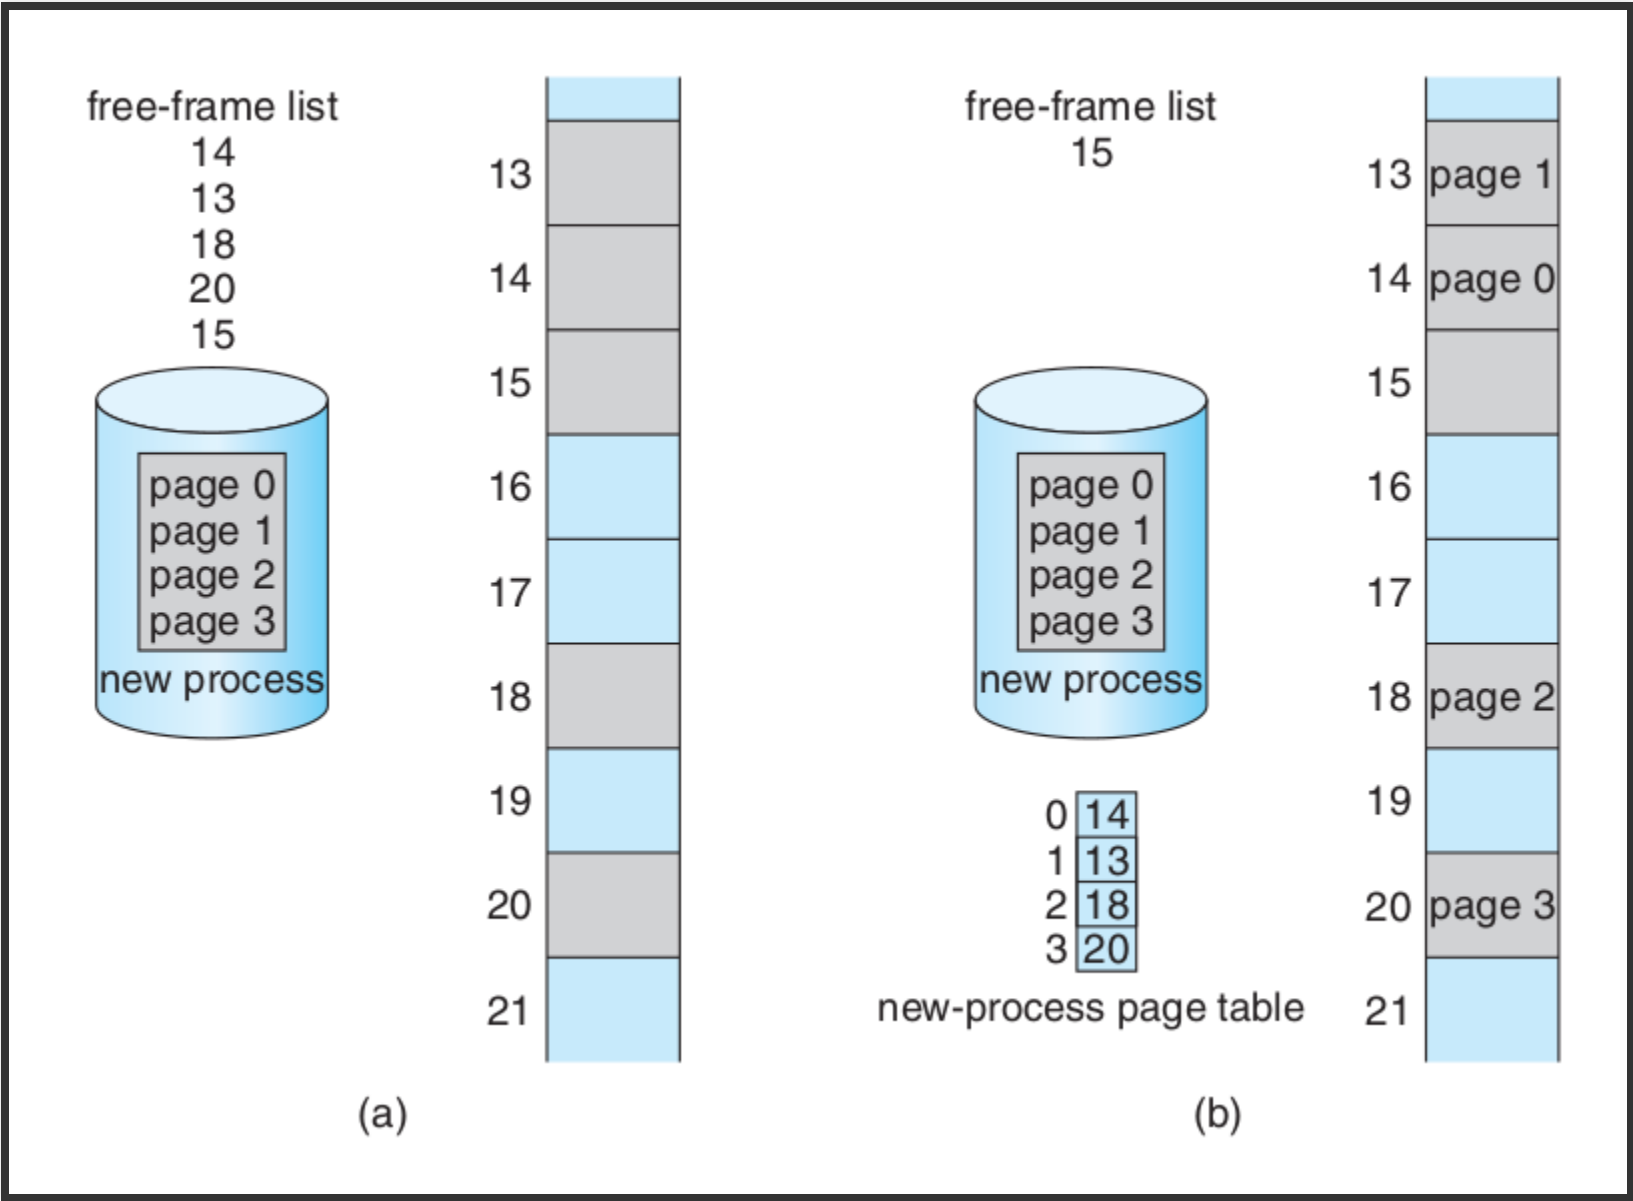 free-frame list
14
13
18
20
15
page 0
page 1
page 2
page 3
new process
13
14
15
16
17
18
19
20
21
(a)
free-frame list
15
page 0
page 1
page 2
page 3
new process
0 14
1 13
2 18
3 20
new-process page table
13 page 1
14 page 0
15
16
17
18 page 2
19
20 page 3
21
(b)